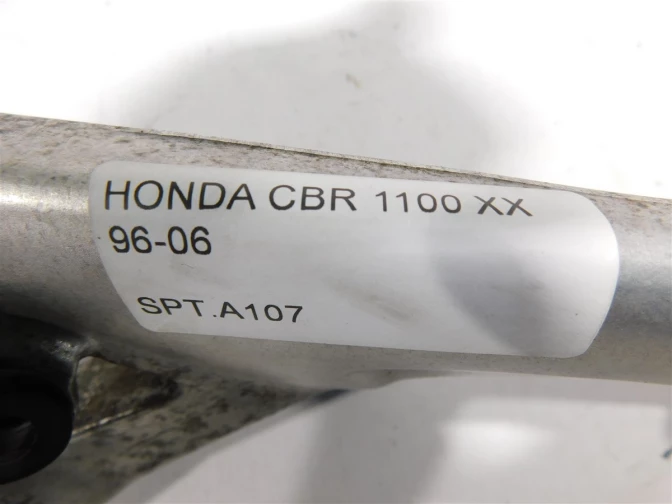 HONDA CBR 1100 XX
96-06
SPT.A107